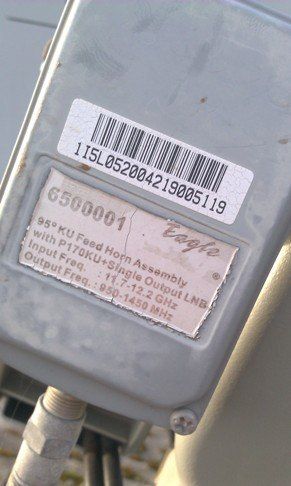 1I5L052004219005119
6500001 Eagle ®
95° KU Feed Horn Assembly
with P170KU+Single Output LNB
Input Freq. : 11.7-12.2 GHz
Output Freq. : 950-1450 MHz